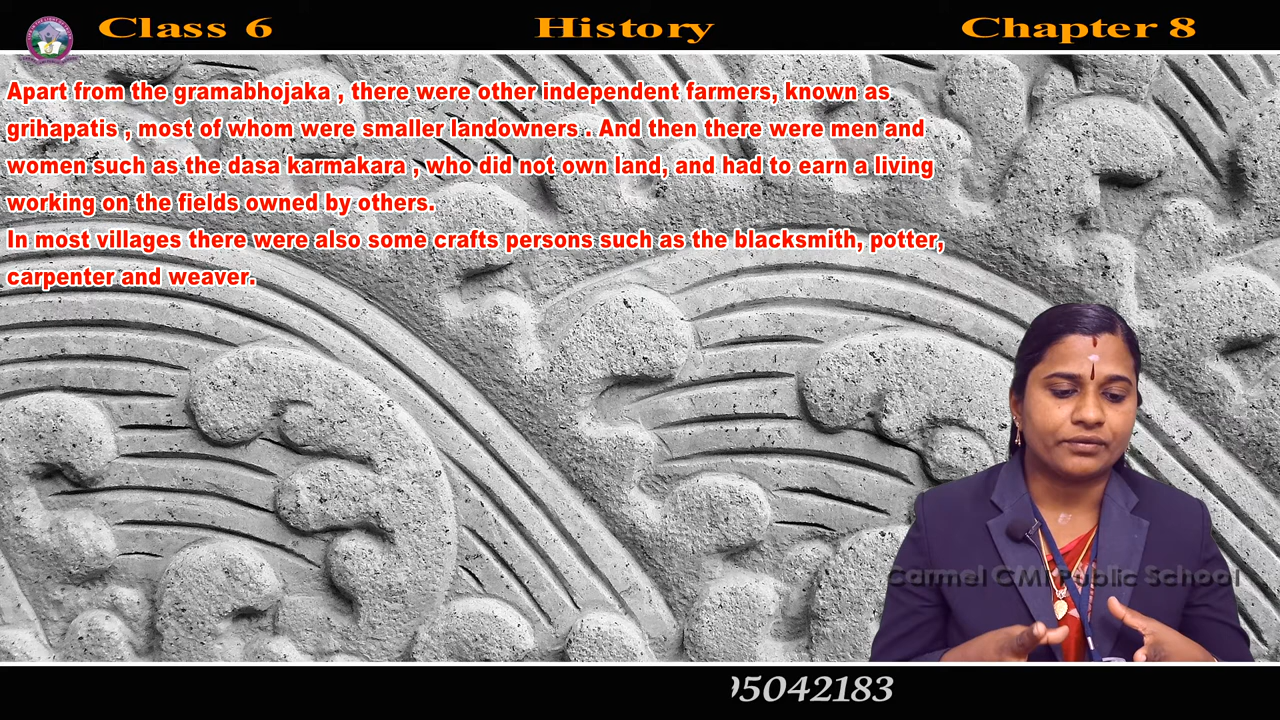 Class 6 History Chapter 8
Apart from the gramabhojaka , there were other independent farmers, known as
grihapatis , most of whom were smaller landowners . And then there were men and
women such as the dasa karmakara , who did not own land, and had to earn a living
working on the fields owned by others.
In most villages there were also some crafts persons such as the blacksmith, potter,
carpenter and weaver.
Carmel CMI Public School
5042183